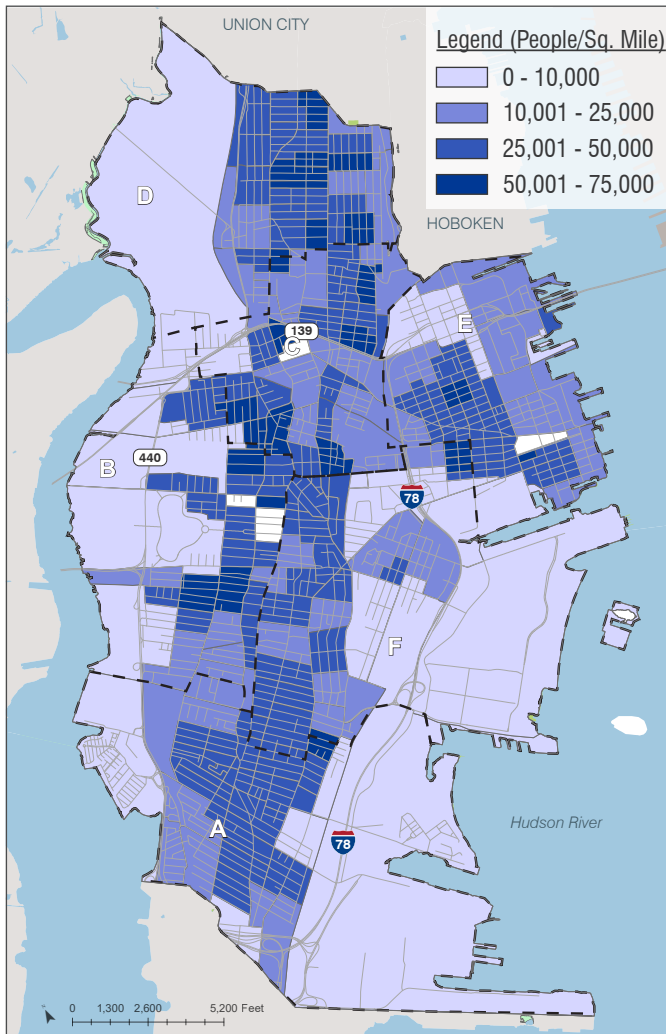 UNION CITY
Legend (People/Sq. Mile)
0 - 10,000
10,001 - 25,000
25,001 - 50,000
50,001 - 75,000
D
HOBOKEN
E
139
C
B
440
78
F
Hudson River
A
78
0 1,300 2,600 5,200 Feet